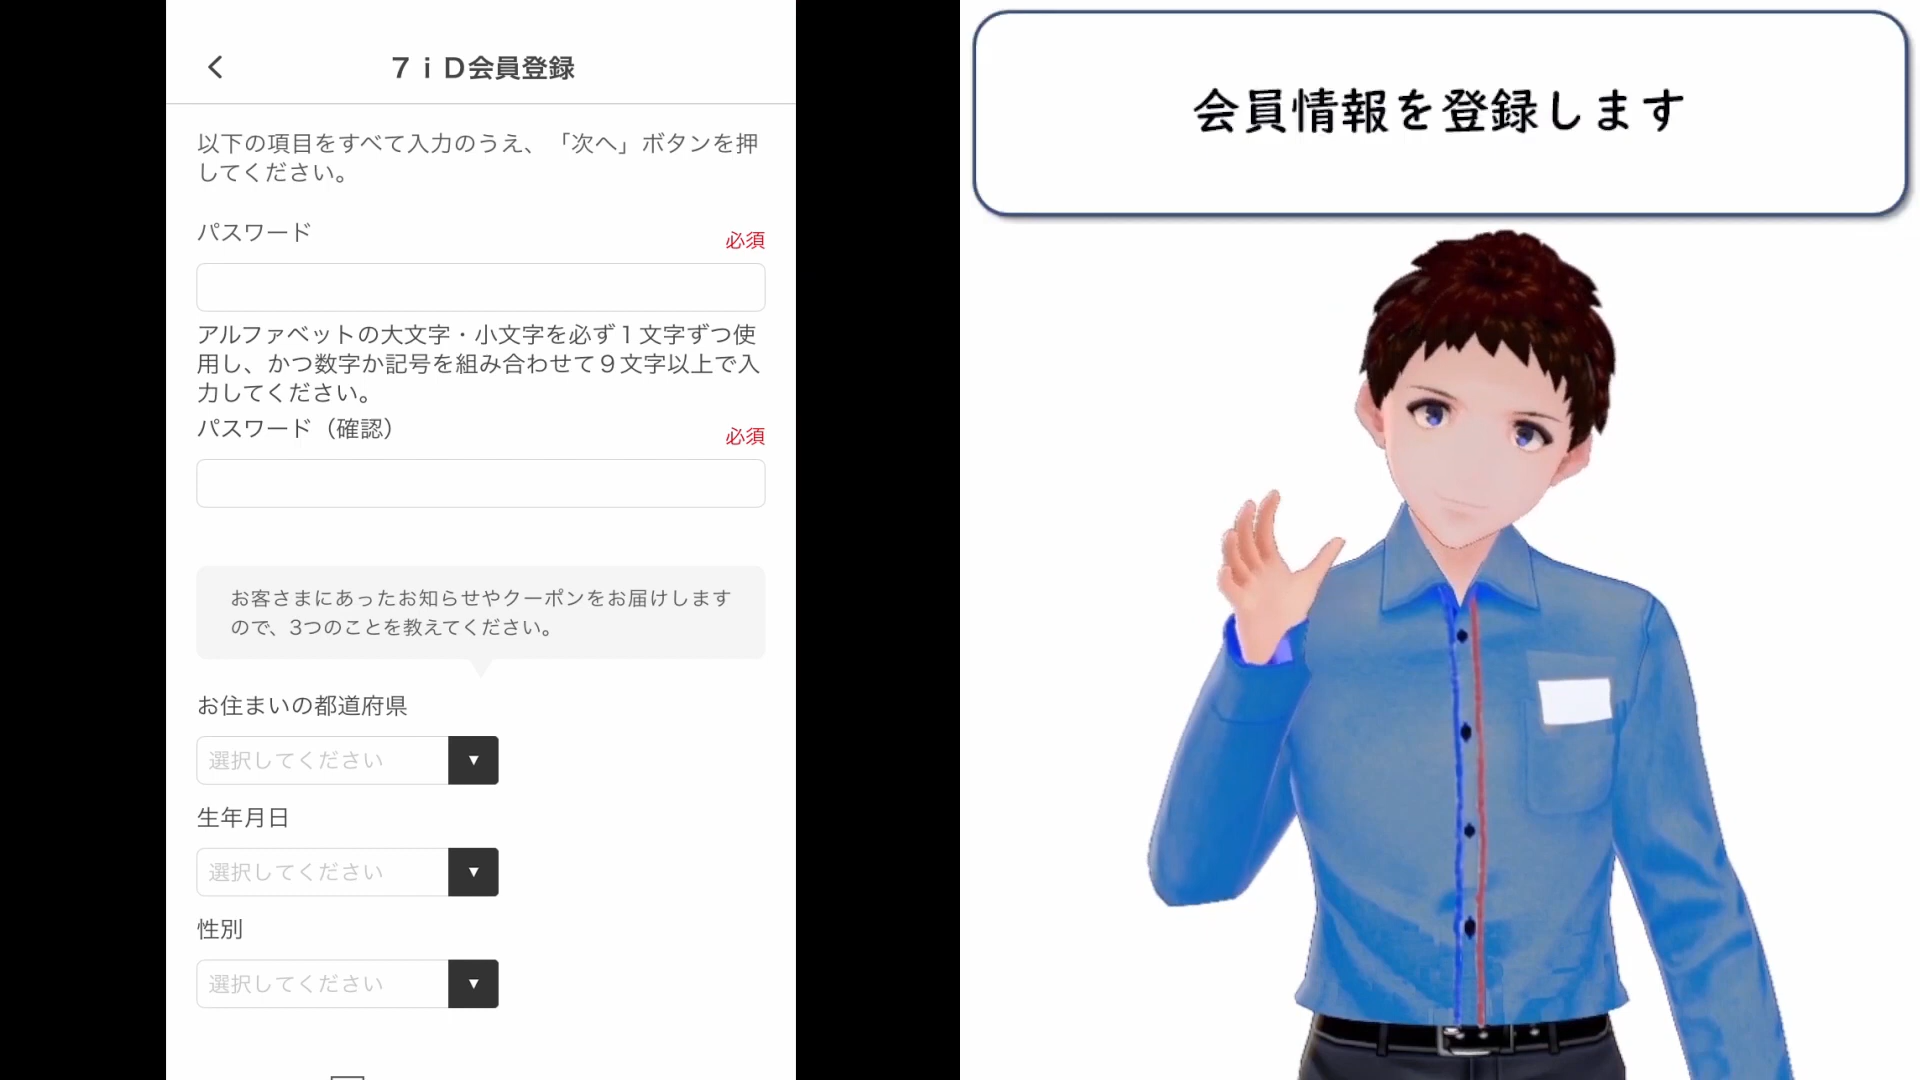 ７ｉＤ会員登録
以下の項目をすべて入力のうえ、「次へ」ボタンを押
してください。
パスワード
必須
アルファベットの大文字・小文字を必ず１文字ずつ使
用し、かつ数字か記号を組み合わせて９文字以上で入
力してください。
パスワード（確認）
必須
お客さまにあったお知らせやクーポンをお届けします
ので、3つのことを教えてください。
お住まいの都道府県
選択してください
生年月日
選択してください
性別
選択してください
会員情報を登録します